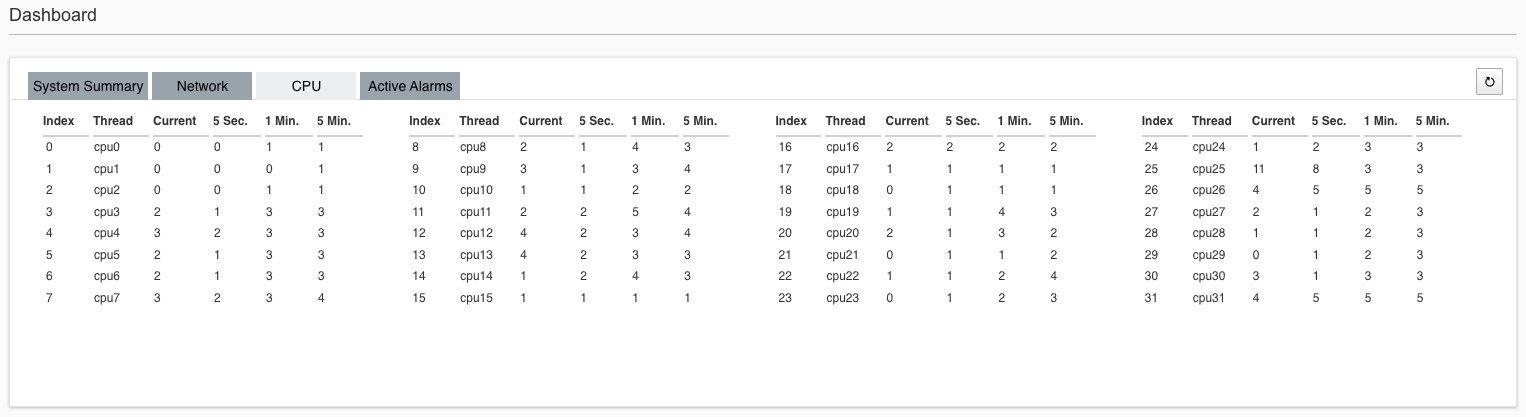 Dashboard
System Summary Network CPU Active Alarms
Index Thread Current 5 Sec. 1 Min. 5 Min. Index Thread Current 5 Sec. 1 Min. 5 Min. Index Thread Current 5 Sec. 1 Min. 5 Min. Index Thread Current 5 Sec. 1 Min. 5 Min.
0 cpu0 0 0 1 1 8 cpu8 2 1 4 3 16 cpu16 2 2 2 2 24 cpu24 1 2 3 3
1 cpu1 0 0 0 1 9 cpu9 3 1 3 4 17 cpu17 1 1 1 1 25 cpu25 11 8 3 3
2 cpu2 0 0 1 1 10 cpu10 1 1 2 2 18 cpu18 0 1 1 1 26 cpu26 4 5 5 5
3 cpu3 2 1 3 3 11 cpu11 2 2 5 4 19 cpu19 1 1 4 3 27 cpu27 2 1 2 3
4 cpu4 3 2 3 3 12 cpu12 4 2 3 4 20 cpu20 2 1 3 2 28 cpu28 1 1 2 3
5 cpu5 2 1 3 3 13 cpu13 4 2 3 3 21 cpu21 0 1 1 2 29 cpu29 0 1 2 3
6 cpu6 2 1 3 3 14 cpu14 1 2 4 3 22 cpu22 1 1 2 4 30 cpu30 3 1 3 3
7 cpu7 3 2 3 4 15 cpu15 1 1 1 1 23 cpu23 0 1 2 3 31 cpu31 4 5 5 5